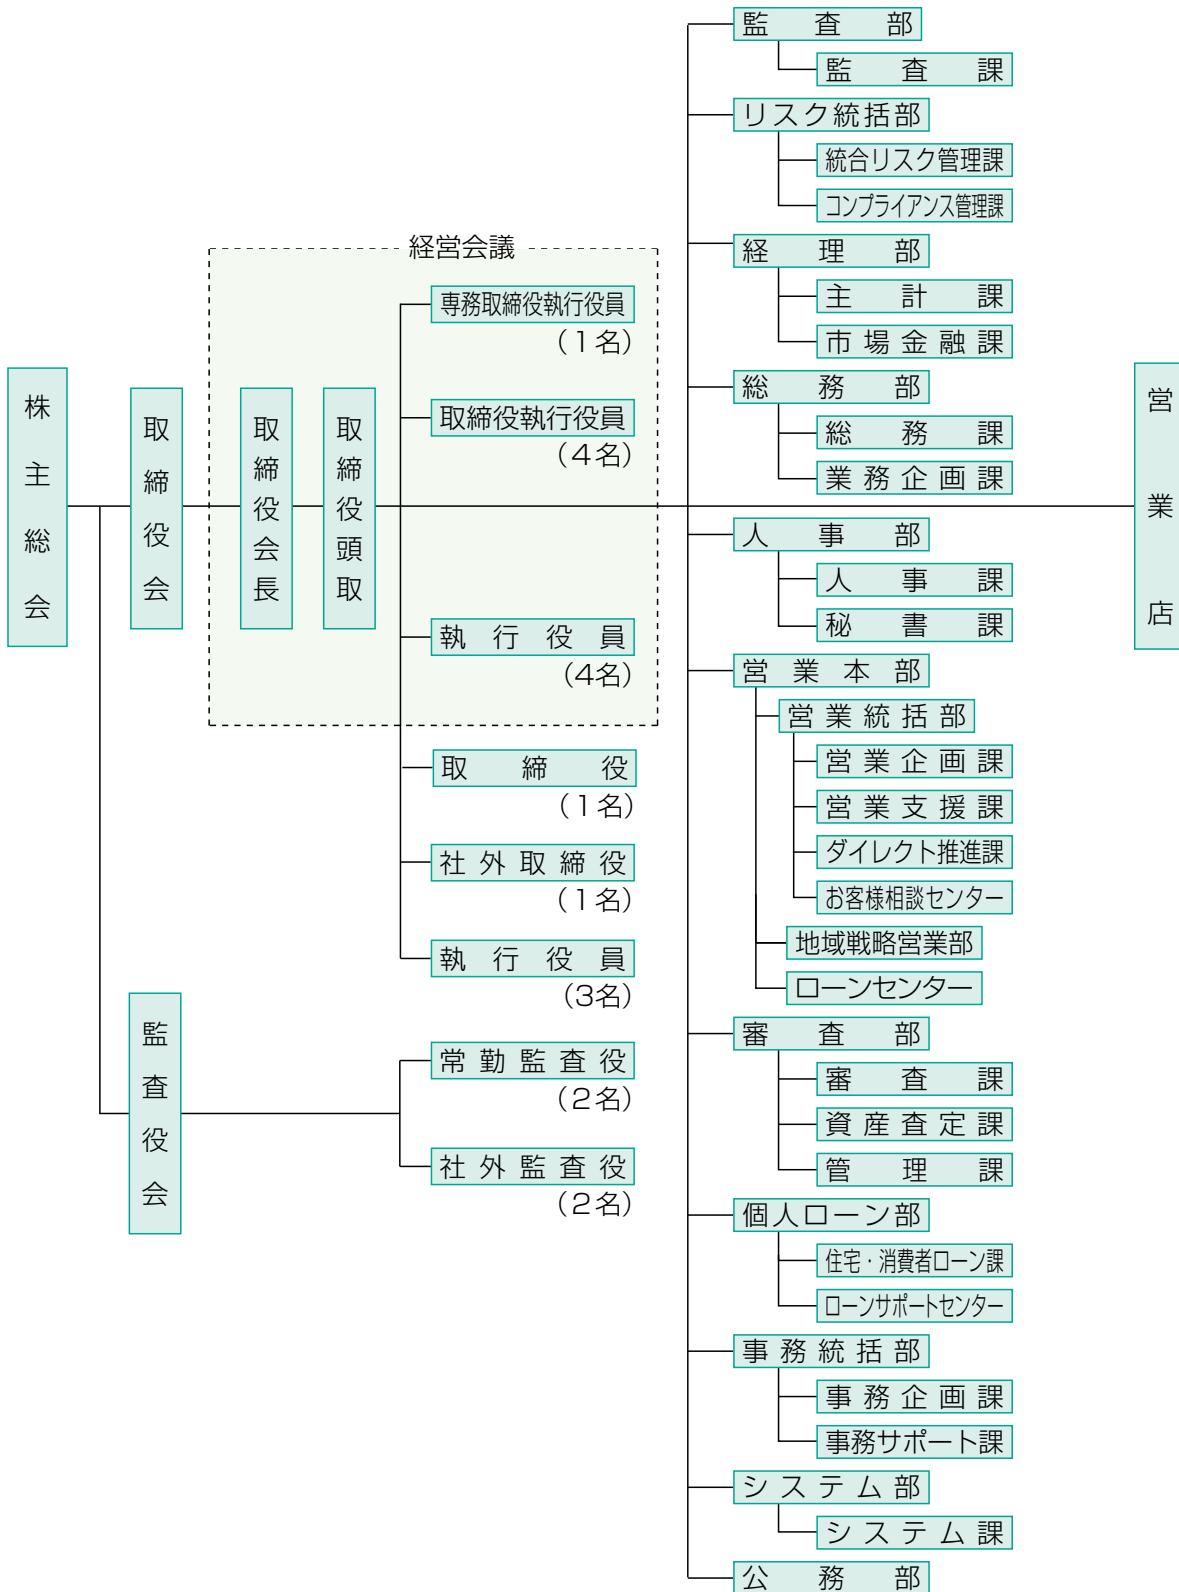 株主総会
取締役会
監査役会
経営会議
取締役会長
取締役頭取
専務取締役執行役員
（1名）
取締役執行役員
（4名）
執行役員
（4名）
取締役
（1名）
社外取締役
（1名）
執行役員
（3名）
常勤監査役
（2名）
社外監査役
（2名）
監査部
監査課
リスク統括部
統合リスク管理課
コンプライアンス管理課
経理部
主計課
市場金融課
総務部
総務課
業務企画課
人事部
人事課
秘書課
営業本部
営業統括部
営業企画課
営業支援課
ダイレクト推進課
お客様相談センター
地域戦略営業部
ローンセンター
審査部
審査課
資産査定課
管理課
個人ローン部
住宅・消費者ローン課
ローンサポートセンター
事務統括部
事務企画課
事務サポート課
システム部
システム課
公務部
営業店